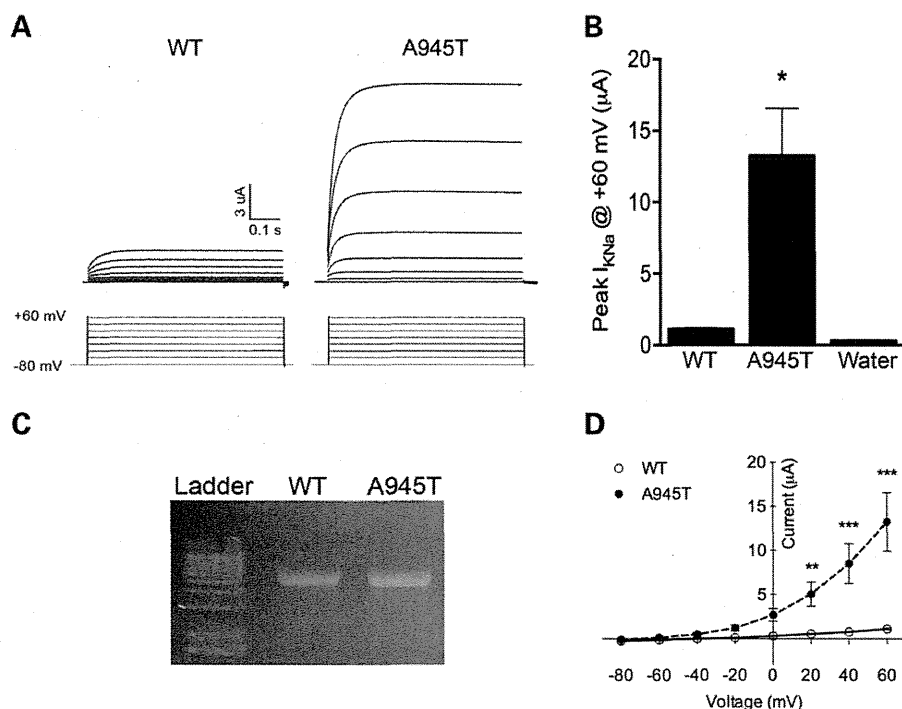 A
WT
A945T
3 uA
0.1 s
+60 mV
-80 mV
B
Peak I_KNa @ +60 mV (µA)
20
15
10
5
0
*
WT A945T Water
C
Ladder WT A945T
D
WT
A945T
Current (µA)
20
15
10
5
**
***
***
-80 -60 -40 -20 0 20 40 60
Voltage (mV)